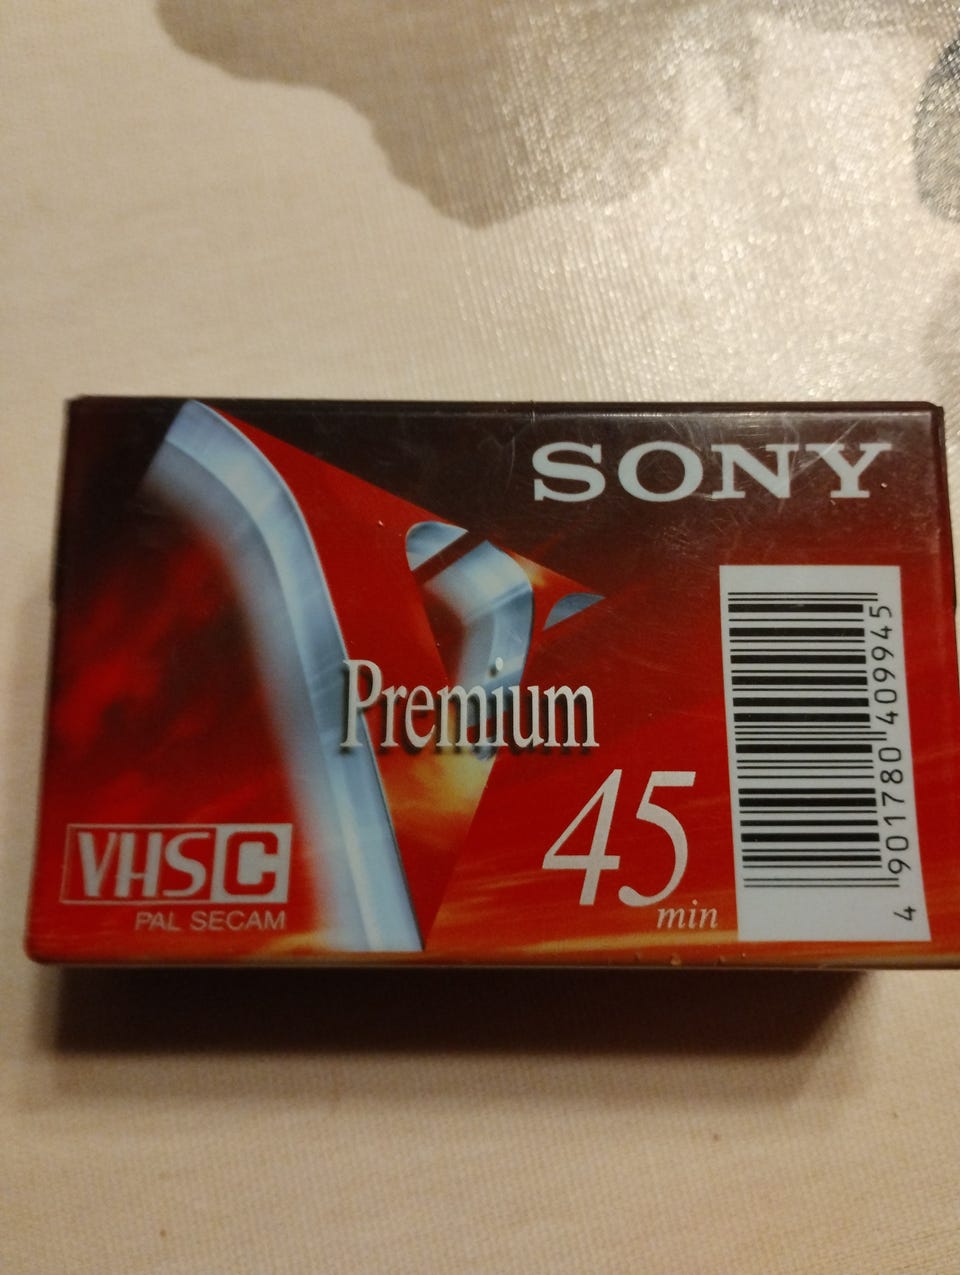 SONY
Premium
45
min
VHS C
PAL SECAM
4 901780 409945